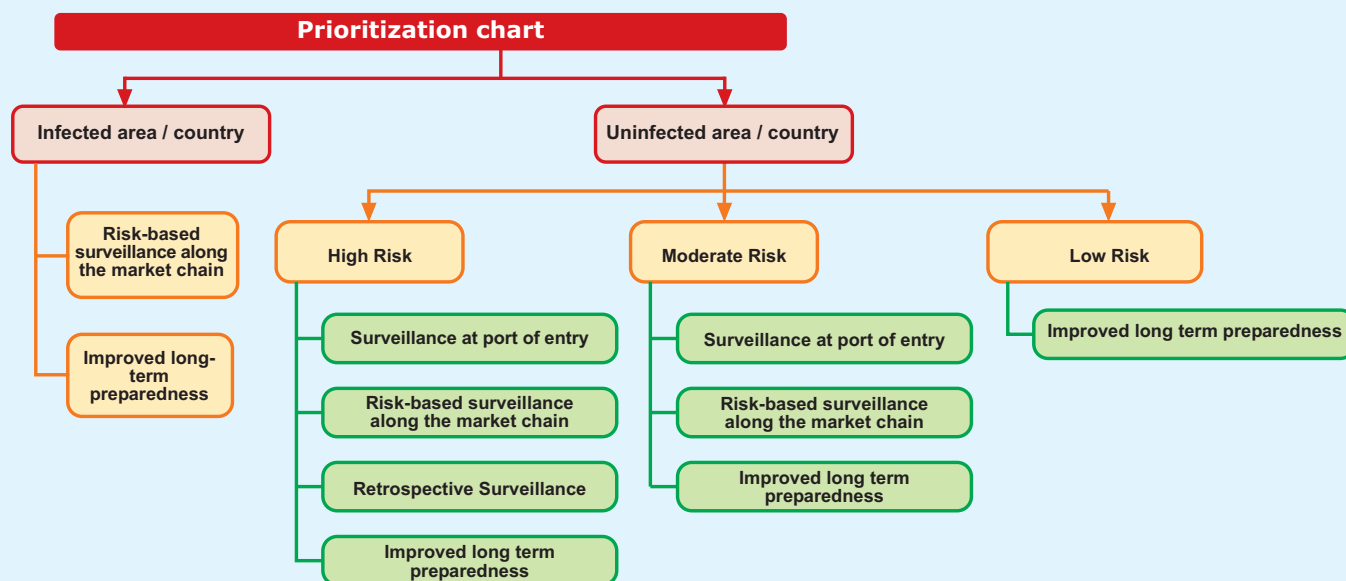 Prioritization chart
Infected area / country
Uninfected area / country
Risk-based
surveillance along
the market chain
Improved long-
term
preparedness
High Risk
Surveillance at port of entry
Risk-based surveillance
along the market chain
Retrospective Surveillance
Improved long term
preparedness
Moderate Risk
Surveillance at port of entry
Risk-based surveillance
along the market chain
Improved long term
preparedness
Low Risk
Improved long term preparedness